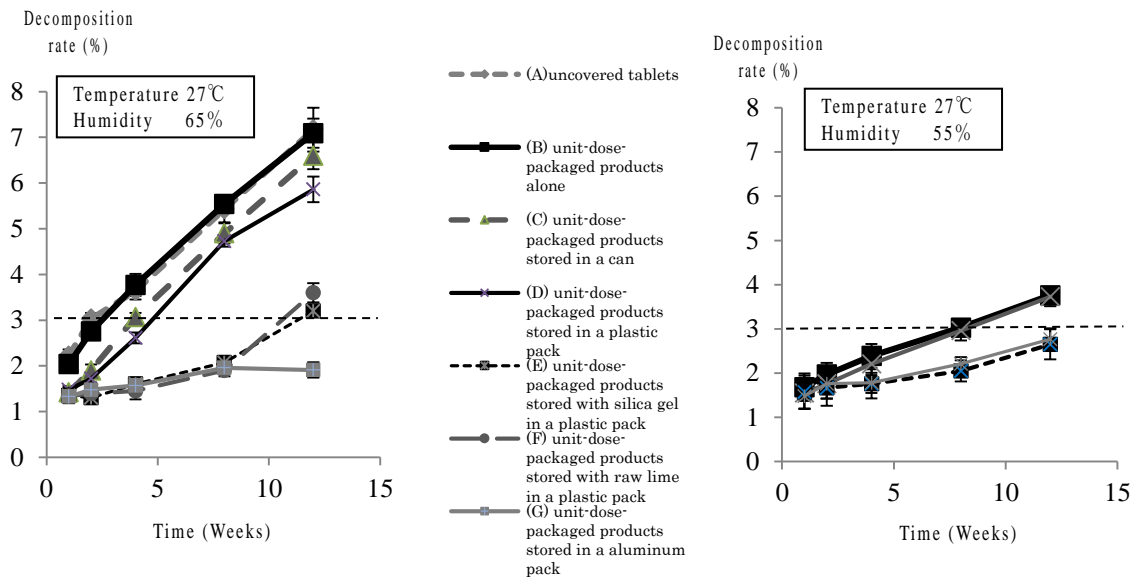 Decomposition
rate (%)
Temperature 27℃
Humidity 65%
8
7
6
5
4
3
2
1
0
0 5 10 15
Time (Weeks)
(A)uncovered tablets
(B) unit-dose-
packaged products
alone
(C) unit-dose-
packaged products
stored in a can
(D) unit-dose-
packaged products
stored in a plastic
pack
(E) unit-dose-
packaged products
stored with silica gel
in a plastic pack
(F) unit-dose-
packaged products
stored with raw lime
in a plastic pack
(G) unit-dose-
packaged products
stored in a aluminum
pack
Decomposition
rate (%)
Temperature 27℃
Humidity 55%
8
7
6
5
4
3
2
1
0
0 5 10 15
Time (Weeks)